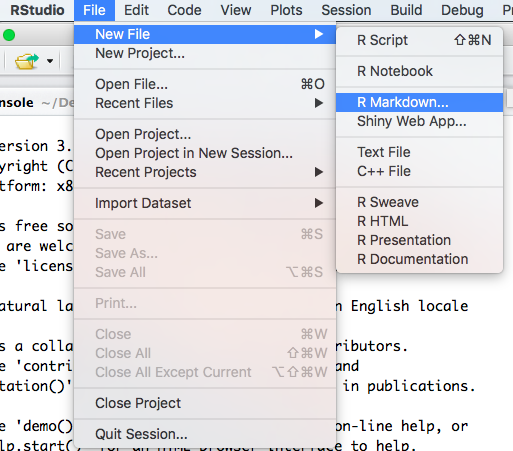 RStudio File Edit Code View Plots Session Build Debug
New File
New Project...
Open File... ⌘O
Recent Files
Open Project...
Open Project in New Session...
Recent Projects
Import Dataset
Save ⌘S
Save As...
Save All ⌥⌘S
Print...
Close ⌘W
Close All ⇧⌘W
Close All Except Current ⌥⇧⌘W
Close Project
Quit Session...
R Script ⇧⌘N
R Notebook
R Markdown...
Shiny Web App...
Text File
C++ File
R Sweave
R HTML
R Presentation
R Documentation
onsole ~/De
ersion 3.
yright (C
tform: x8
s free so
are welc
e 'licens
atural la n English locale
s a colla tributors.
e 'contri and
tation()' in publications.
e 'demo() on-line help, or
lp.start() for an HTML browser interface to help.